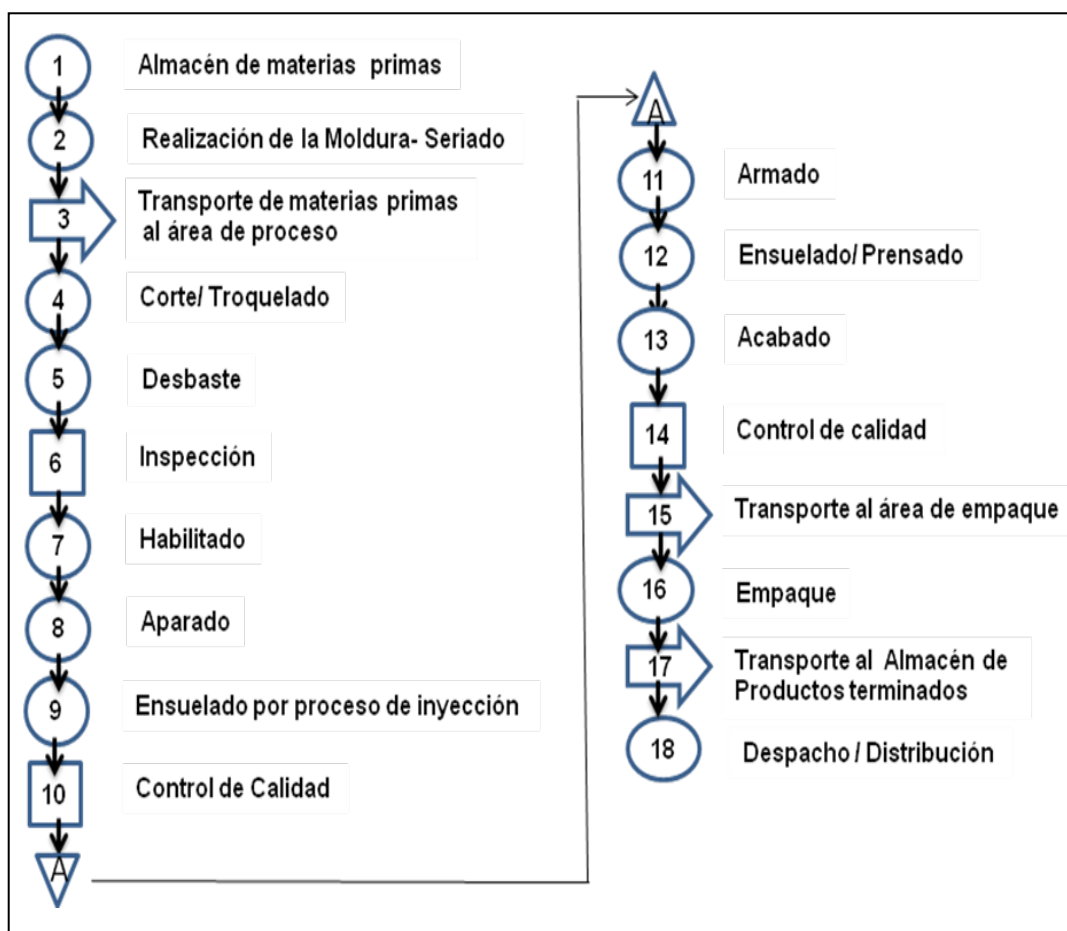 1 Almacén de materias primas
2 Realización de la Moldura- Seriado
3 Transporte de materias primas
al área de proceso
4 Corte/ Troquelado
5 Desbaste
6 Inspección
7 Habilitado
8 Aparado
9 Ensuelado por proceso de inyección
10 Control de Calidad
A
A
11 Armado
12 Ensuelado/ Prensado
13 Acabado
14 Control de calidad
15 Transporte al área de empaque
16 Empaque
17 Transporte al Almacén de
Productos terminados
18 Despacho / Distribución